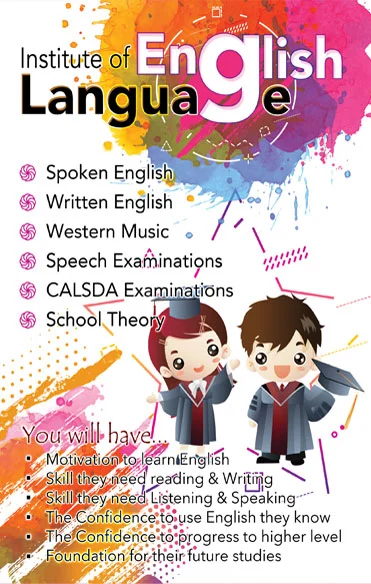 Institute of English
Language
Spoken English
Written English
Western Music
Speech Examinations
CALSDA Examinations
School Theory
You will have...
Motivation to learn English
Skill they need reading & Writing
Skill they need Listening & Speaking
The Confidence to use English they know
The Confidence to progress to higher level
Foundation for their future studies